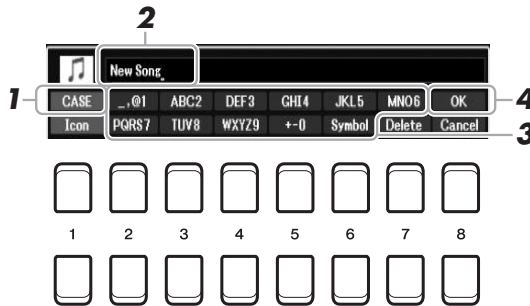 2
New Song
1 CASE _,@1 ABC2 DEF3 GHI4 JKL5 MNO6 OK 4
Icon PQRS7 TUV8 WXYZ9 +-0 Symbol Delete Cancel 3
1 2 3 4 5 6 7 8